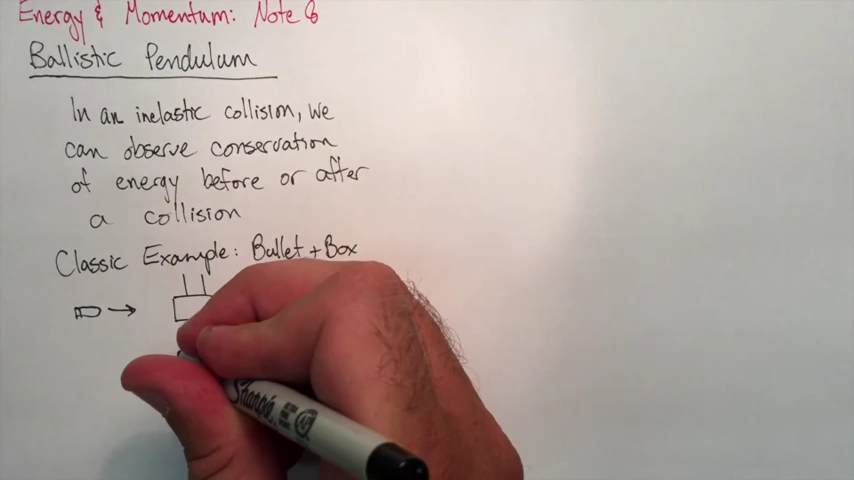 Energy & Momentum: Note 6
Ballistic Pendulum
In an inelastic collision, we
can observe conservation
of energy before or after
a collision
Classic Example: Bullet + Box
Sharpie